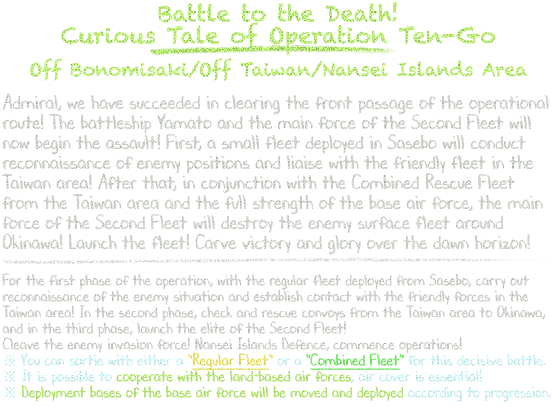 Battle to the Death!
Curious Tale of Operation Ten-Go
Off Bonomisaki/Off Taiwan/Nansei Islands Area
Admiral, we have succeeded in clearing the front passage of the operational
route! The battleship Yamato and the main force of the Second Fleet will
now begin the assault! First, a small fleet deployed in Sasebo will conduct
reconnaissance of enemy positions and liaise with the friendly fleet in the
Taiwan area! After that, in conjunction with the Combined Rescue Fleet
from the Taiwan area and the full strength of the base air force, the main
force of the Second Fleet will destroy the enemy surface fleet around
Okinawa! Launch the fleet! Carve victory and glory over the dawn horizon!
For the first phase of the operation, with the regular fleet deployed from Sasebo, carry out
reconnaissance of the enemy situation and establish contact with the friendly forces in the
Taiwan area! In the second phase, check and rescue convoys from the Taiwan area to Okinawa,
and in the third phase, launch the elite of the Second Fleet!
Cleave the enemy invasion force! Nansei Islands Defence, commence operations!
※ You can sortie with either a "Regular Fleet" or a "Combined Fleet" for this decisive battle.
※ It is possible to cooperate with the land-based air forces, air cover is essential!
※ Deployment bases of the base air force will be moved and deployed according to progression.